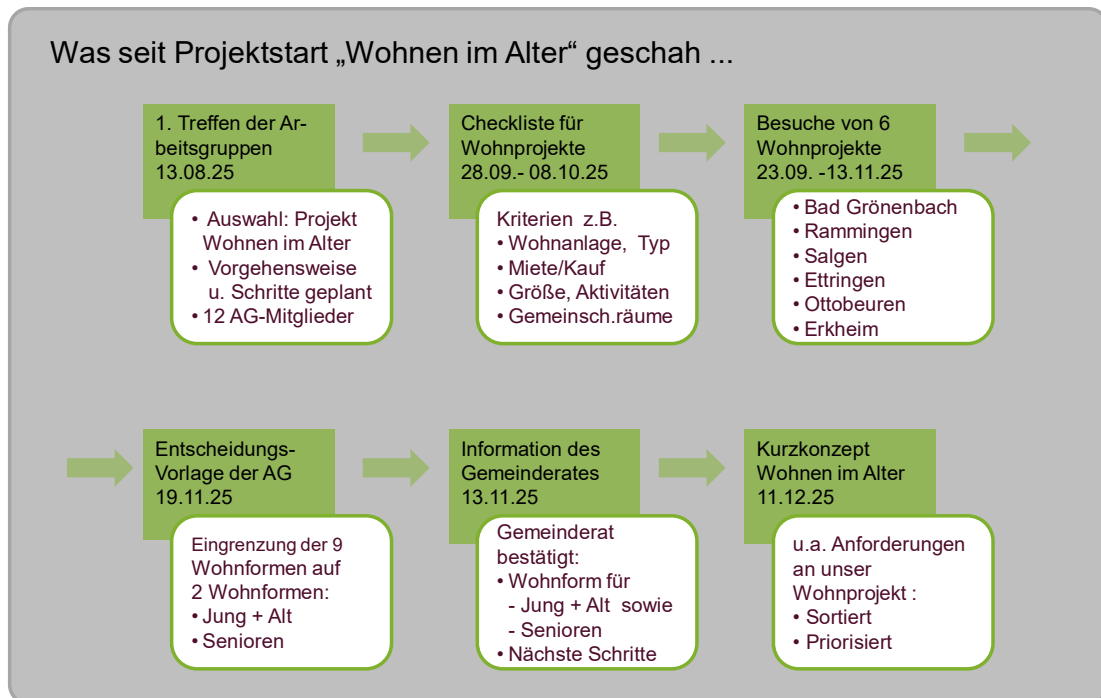 Was seit Projektstart „Wohnen im Alter“ geschah ...
1. Treffen der Ar-
beitsgruppen
13.08.25
• Auswahl: Projekt
Wohnen im Alter
• Vorgehensweise
u. Schritte geplant
• 12 AG-Mitglieder
Checkliste für
Wohnprojekte
28.09.- 08.10.25
Kriterien z.B.
• Wohnanlage, Typ
• Miete/Kauf
• Größe, Aktivitäten
• Gemeinsch.räume
Besuche von 6
Wohnprojekte
23.09. -13.11.25
• Bad Grönenbach
• Rammingen
• Salgen
• Ettringen
• Ottobeuren
• Erkheim
Entscheidungs-
Vorlage der AG
19.11.25
Eingrenzung der 9
Wohnformen auf
2 Wohnformen:
• Jung + Alt
• Senioren
Information des
Gemeinderates
13.11.25
Gemeinderat
bestätigt:
• Wohnform für
- Jung + Alt sowie
- Senioren
• Nächste Schritte
Kurzkonzept
Wohnen im Alter
11.12.25
u.a. Anforderungen
an unser
Wohnprojekt :
• Sortiert
• Priorisiert